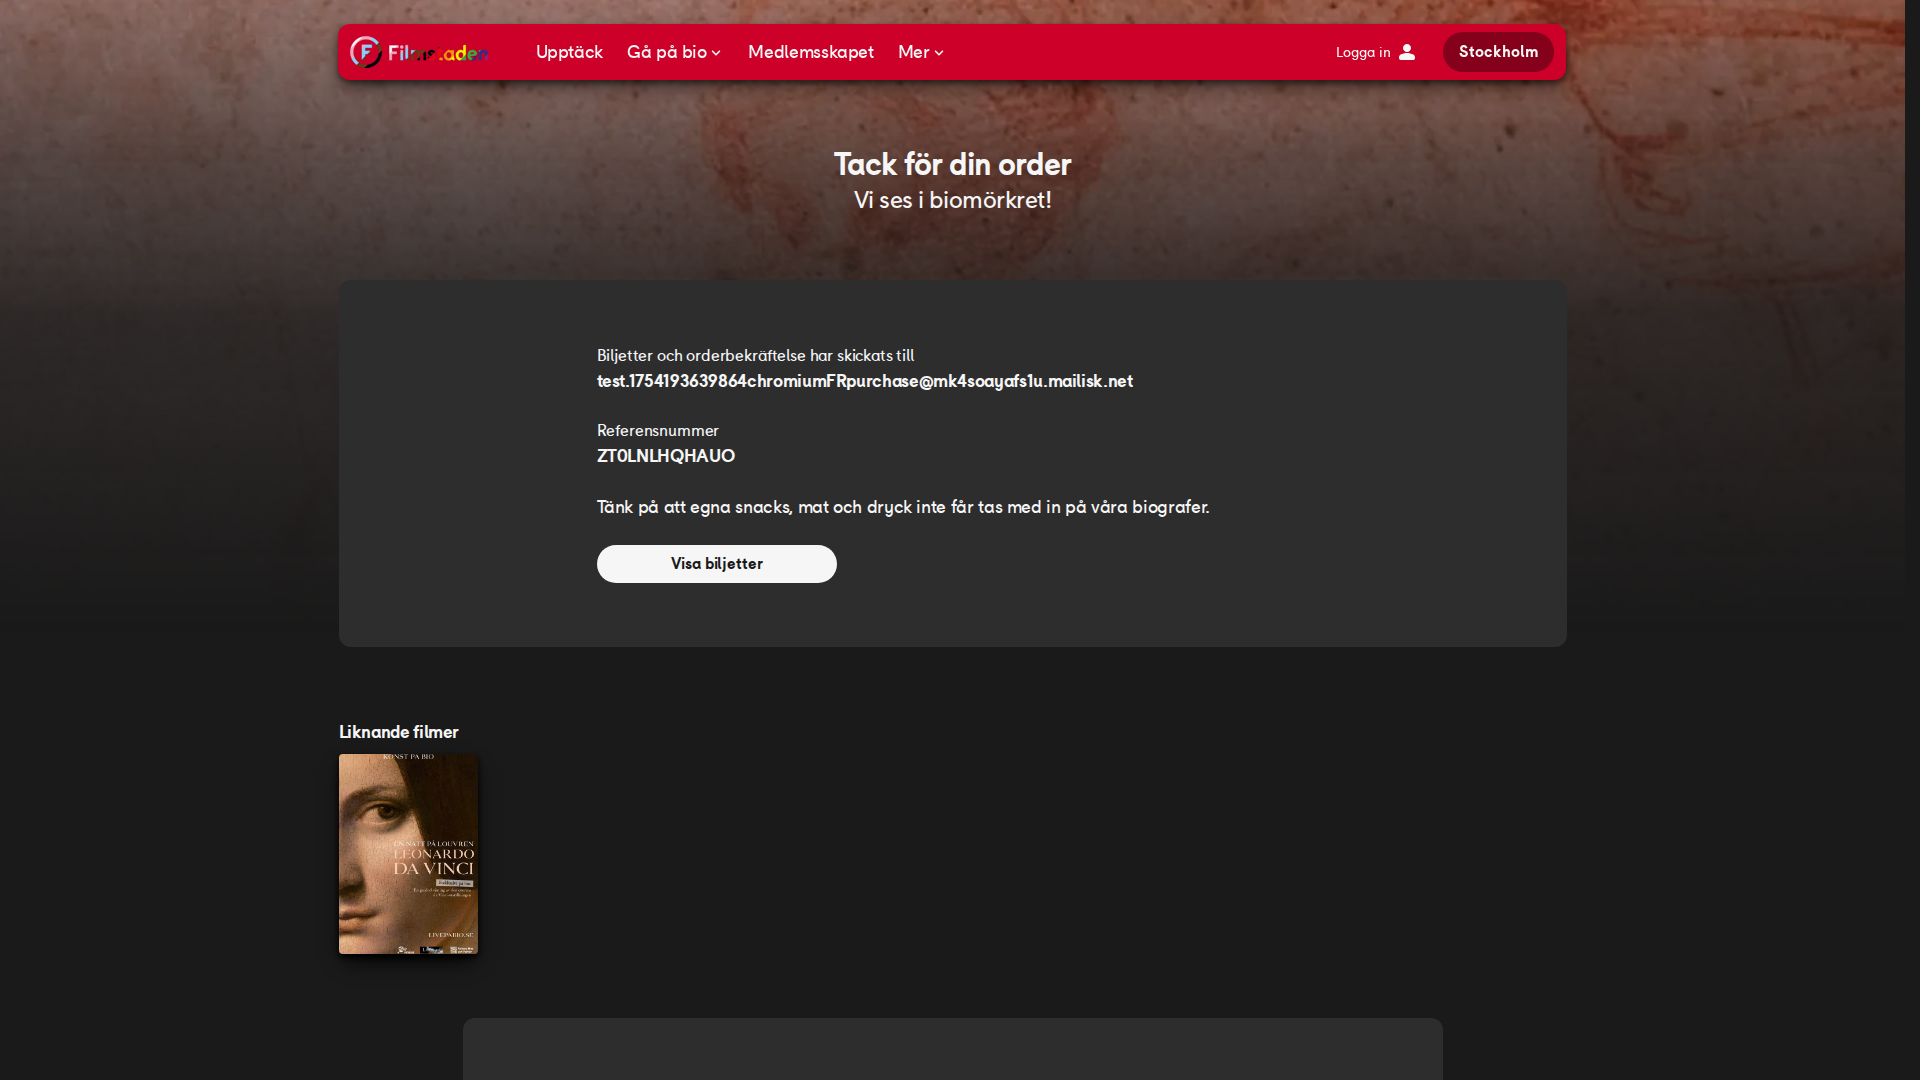 Filmstaden
Upptäck
Gå på bio
Medlemsskapet
Mer
Logga in
Stockholm
Tack för din order
Vi ses i biomörkret!
Biljetter och orderbekräftelse har skickats till
test.1754193639864chromiumFRpurchase@mk4soayafs1u.mailisk.net
Referensnummer
ZT0LNLHQHAUO
Tänk på att egna snacks, mat och dryck inte får tas med in på våra biografer.
Visa biljetter
Liknande filmer
KONST PÅ BIO
EN NATT PÅ LOUVREN
LEONARDO
DA VINCI
LIVEPABIO.SE